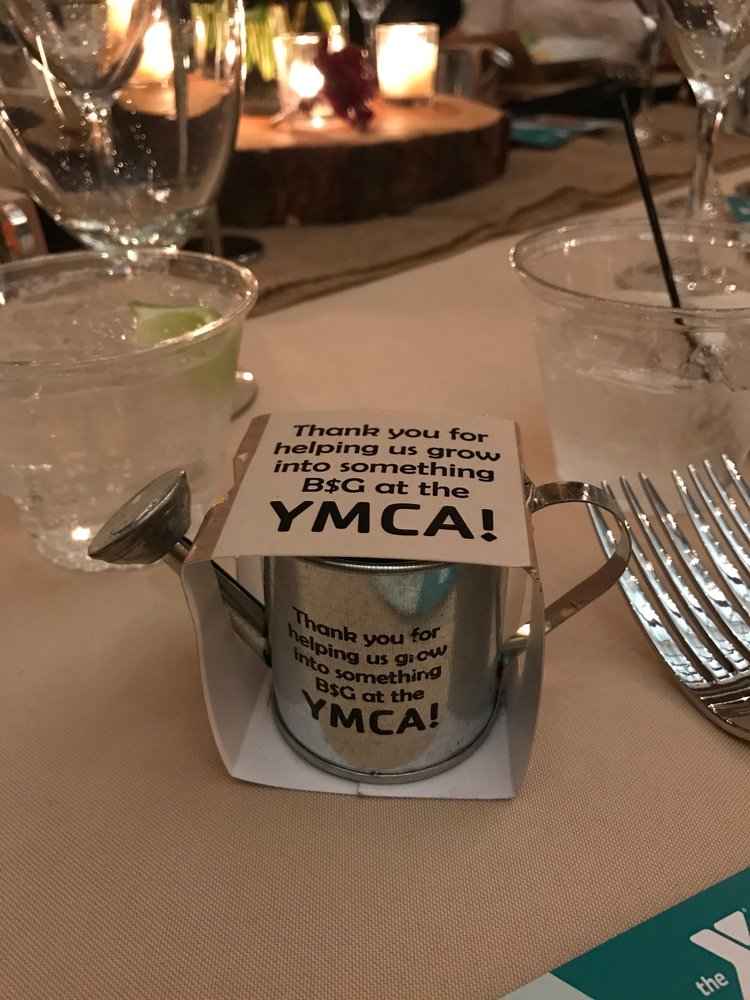 Thank you for
helping us grow
into something
B$G at the
YMCA!
Thank you for
helping us grow
into something
B$G at the
YMCA!
the